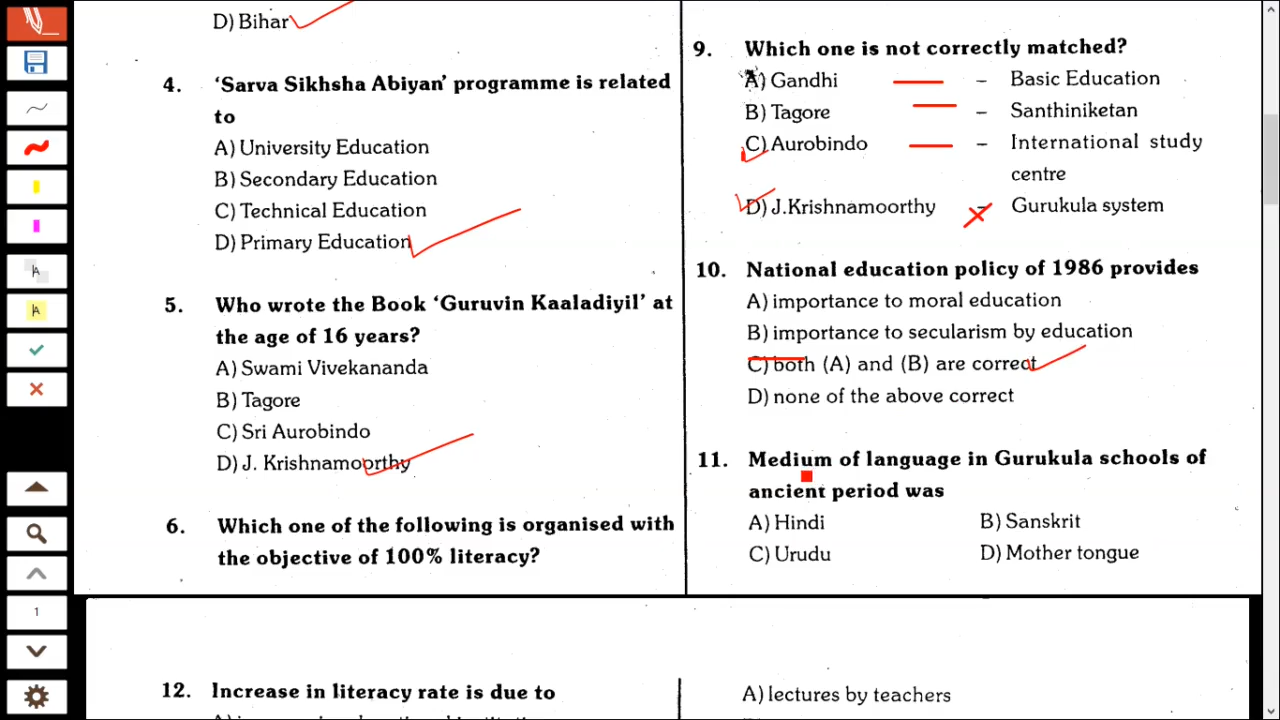 D) Bihar
4. 'Sarva Sikhsha Abiyan' programme is related
to
A) University Education
B) Secondary Education
C) Technical Education
D) Primary Education
5. Who wrote the Book 'Guruvin Kaaladiyil' at
the age of 16 years?
A) Swami Vivekananda
B) Tagore
C) Sri Aurobindo
D) J. Krishnamoorthy
6. Which one of the following is organised with
the objective of 100% literacy?
9. Which one is not correctly matched?
A) Gandhi – Basic Education
B) Tagore – Santhiniketan
C) Aurobindo – International study
centre
D) J.Krishnamoorthy – Gurukula system
10. National education policy of 1986 provides
A) importance to moral education
B) importance to secularism by education
C) both (A) and (B) are correct
D) none of the above correct
11. Medium of language in Gurukula schools of
ancient period was
A) Hindi B) Sanskrit
C) Urudu D) Mother tongue
12. Increase in literacy rate is due to
A) lectures by teachers
A
A
1